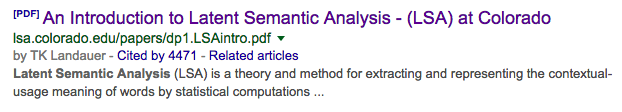 [PDF] An Introduction to Latent Semantic Analysis - (LSA) at Colorado
lsa.colorado.edu/papers/dp1.LSAintro.pdf
by TK Landauer - Cited by 4471 - Related articles
Latent Semantic Analysis (LSA) is a theory and method for extracting and representing the contextual-
usage meaning of words by statistical computations ...